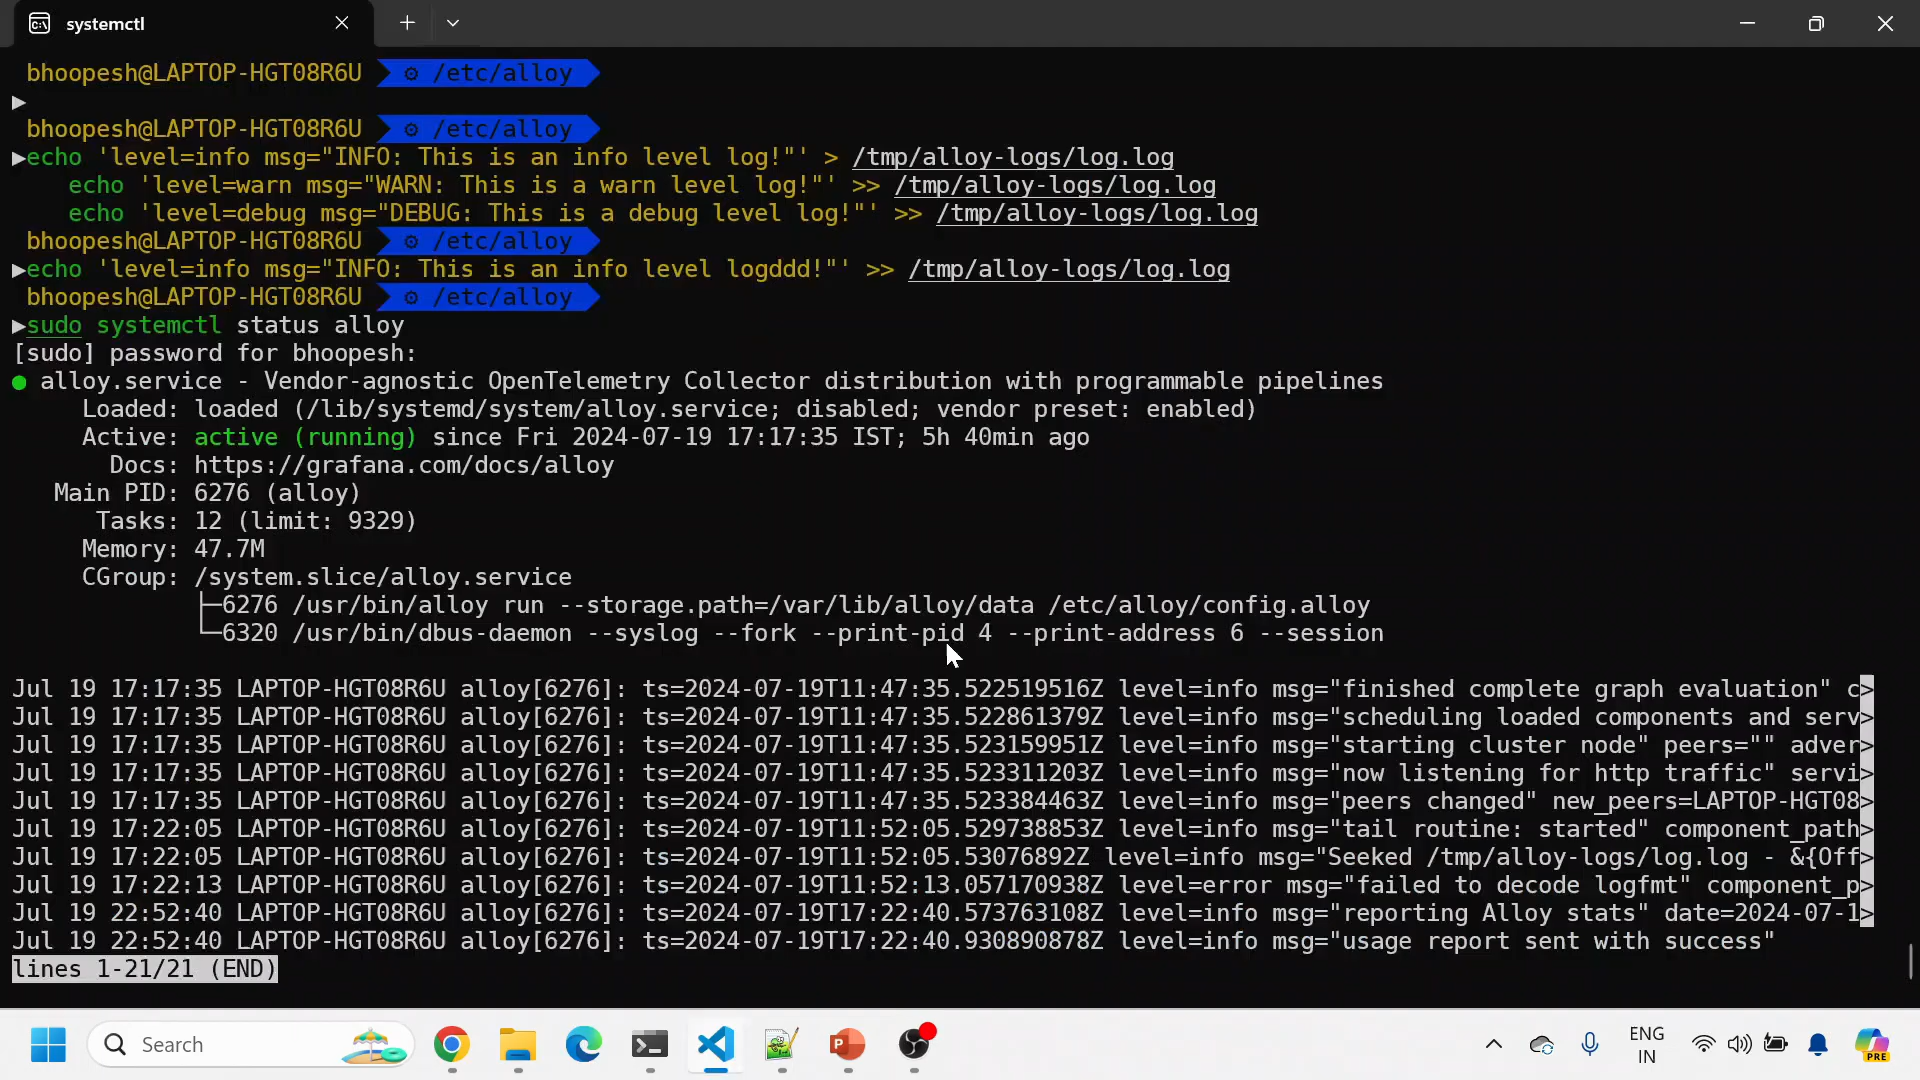 systemctl
bhoopesh@LAPTOP-HGT08R6U /etc/alloy
bhoopesh@LAPTOP-HGT08R6U /etc/alloy
echo 'level=info msg="INFO: This is an info level log!"' > /tmp/alloy-logs/log.log
echo 'level=warn msg="WARN: This is a warn level log!"' >> /tmp/alloy-logs/log.log
echo 'level=debug msg="DEBUG: This is a debug level log!"' >> /tmp/alloy-logs/log.log
bhoopesh@LAPTOP-HGT08R6U /etc/alloy
echo 'level=info msg="INFO: This is an info level logddd!"' >> /tmp/alloy-logs/log.log
bhoopesh@LAPTOP-HGT08R6U /etc/alloy
sudo systemctl status alloy
[sudo] password for bhoopesh:
● alloy.service - Vendor-agnostic OpenTelemetry Collector distribution with programmable pipelines
Loaded: loaded (/lib/systemd/system/alloy.service; disabled; vendor preset: enabled)
Active: active (running) since Fri 2024-07-19 17:17:35 IST; 5h 40min ago
Docs: https://grafana.com/docs/alloy
Main PID: 6276 (alloy)
Tasks: 12 (limit: 9329)
Memory: 47.7M
CGroup: /system.slice/alloy.service
├─6276 /usr/bin/alloy run --storage.path=/var/lib/alloy/data /etc/alloy/config.alloy
└─6320 /usr/bin/dbus-daemon --syslog --fork --print-pid 4 --print-address 6 --session
Jul 19 17:17:35 LAPTOP-HGT08R6U alloy[6276]: ts=2024-07-19T11:47:35.522519516Z level=info msg="finished complete graph evaluation" c>
Jul 19 17:17:35 LAPTOP-HGT08R6U alloy[6276]: ts=2024-07-19T11:47:35.522861379Z level=info msg="scheduling loaded components and serv>
Jul 19 17:17:35 LAPTOP-HGT08R6U alloy[6276]: ts=2024-07-19T11:47:35.523159951Z level=info msg="starting cluster node" peers="" adver>
Jul 19 17:17:35 LAPTOP-HGT08R6U alloy[6276]: ts=2024-07-19T11:47:35.523311203Z level=info msg="now listening for http traffic" servi>
Jul 19 17:17:35 LAPTOP-HGT08R6U alloy[6276]: ts=2024-07-19T11:47:35.523384463Z level=info msg="peers changed" new_peers=LAPTOP-HGT08>
Jul 19 17:22:05 LAPTOP-HGT08R6U alloy[6276]: ts=2024-07-19T11:52:05.529738853Z level=info msg="tail routine: started" component_path>
Jul 19 17:22:05 LAPTOP-HGT08R6U alloy[6276]: ts=2024-07-19T11:52:05.53076892Z level=info msg="Seeked /tmp/alloy-logs/log.log - &{Off>
Jul 19 17:22:13 LAPTOP-HGT08R6U alloy[6276]: ts=2024-07-19T11:52:13.057170938Z level=error msg="failed to decode logfmt" component_p>
Jul 19 22:52:40 LAPTOP-HGT08R6U alloy[6276]: ts=2024-07-19T17:22:40.573763108Z level=info msg="reporting Alloy stats" date=2024-07-1>
Jul 19 22:52:40 LAPTOP-HGT08R6U alloy[6276]: ts=2024-07-19T17:22:40.930890878Z level=info msg="usage report sent with success"
lines 1-21/21 (END)
Search
ENG
IN
PRE